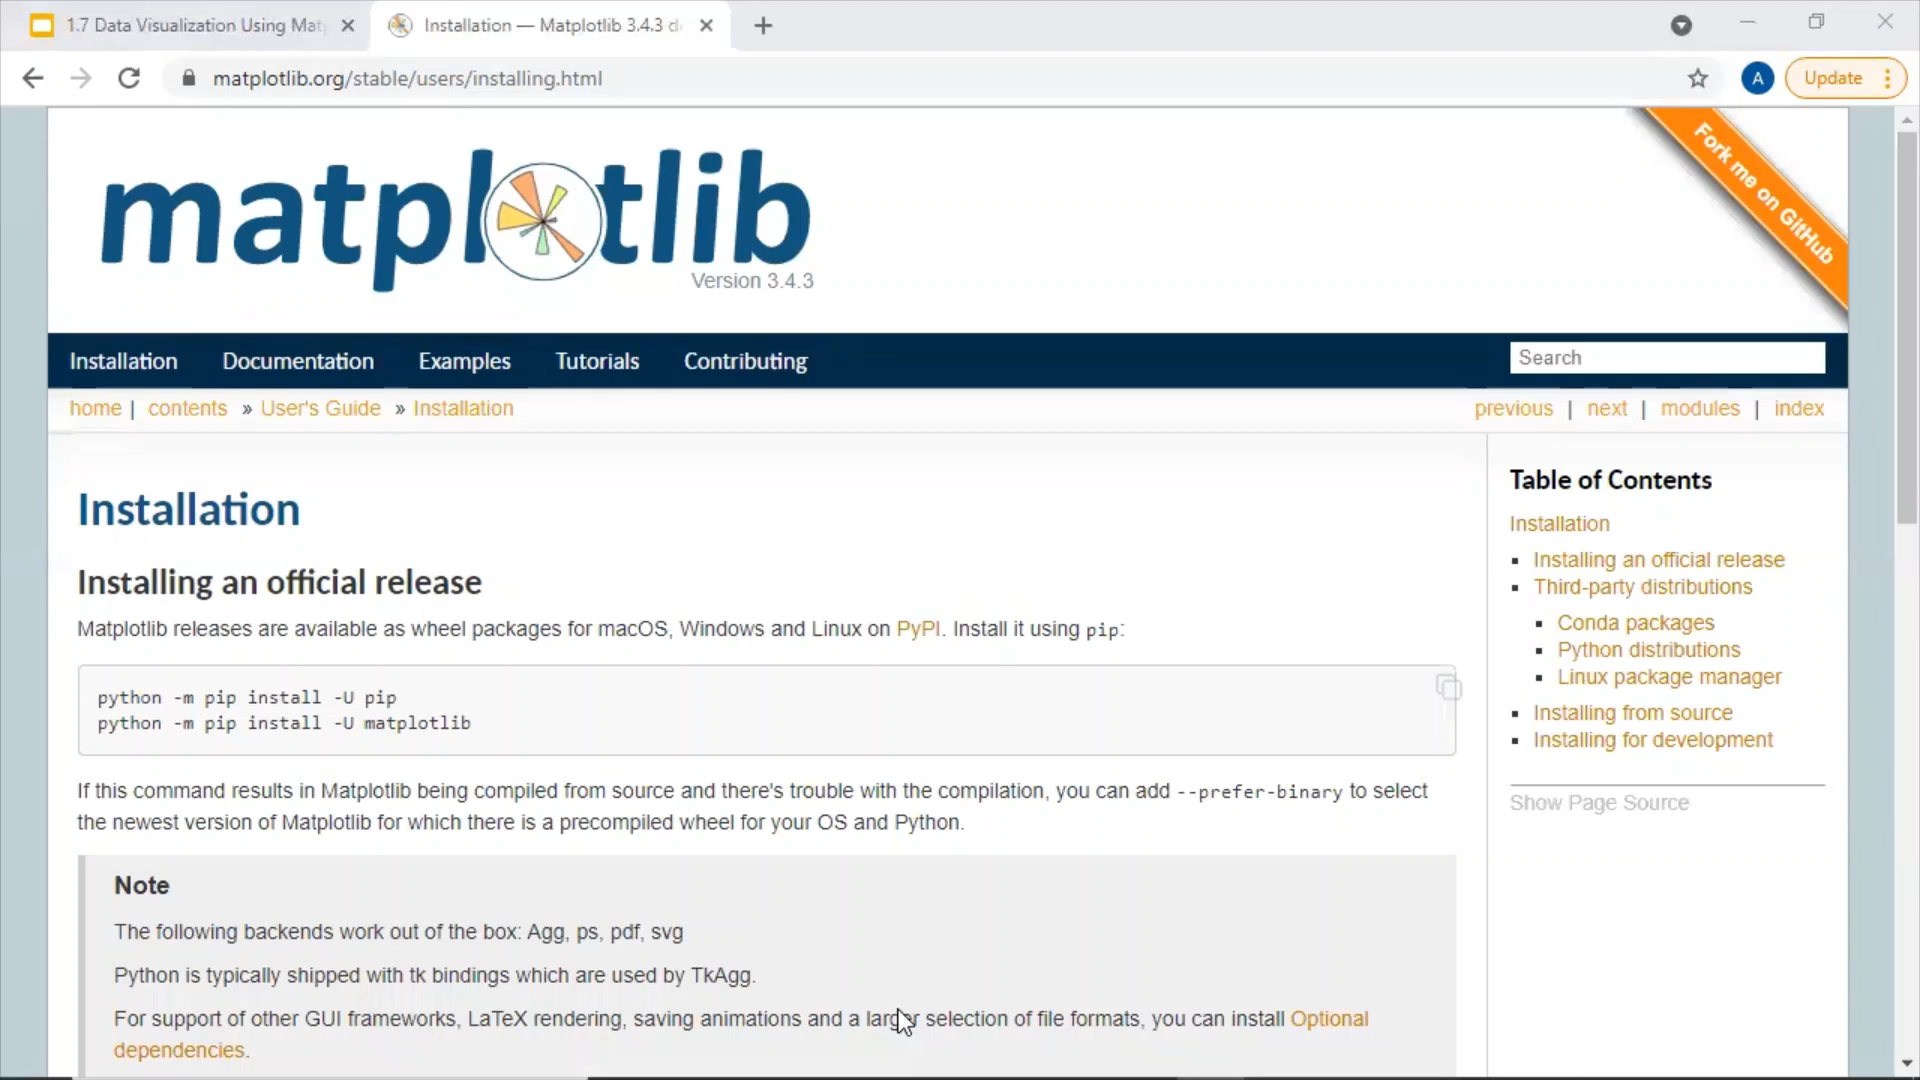 1.7 Data Visualization Using Mat
Installation — Matplotlib 3.4.3 d
matplotlib.org/stable/users/installing.html
A
Update
matplotlib
Version 3.4.3
Fork me on GitHub
Installation Documentation Examples Tutorials Contributing
Search
home | contents » User's Guide » Installation
previous | next | modules | index
Installation
Installing an official release
Matplotlib releases are available as wheel packages for macOS, Windows and Linux on PyPI. Install it using pip:
python -m pip install -U pip
python -m pip install -U matplotlib
If this command results in Matplotlib being compiled from source and there's trouble with the compilation, you can add --prefer-binary to select
the newest version of Matplotlib for which there is a precompiled wheel for your OS and Python.
Note
The following backends work out of the box: Agg, ps, pdf, svg
Python is typically shipped with tk bindings which are used by TkAgg.
For support of other GUI frameworks, LaTeX rendering, saving animations and a larger selection of file formats, you can install Optional
dependencies.
Table of Contents
Installation
Installing an official release
Third-party distributions
Conda packages
Python distributions
Linux package manager
Installing from source
Installing for development
Show Page Source